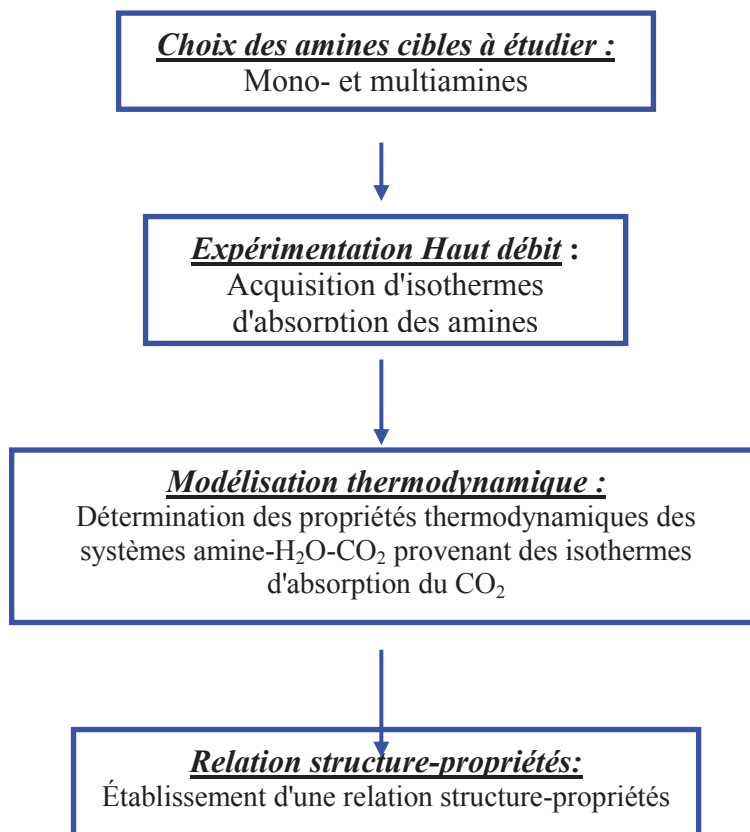 Choix des amines cibles à étudier :
Mono- et multiamines
Expérimentation Haut débit :
Acquisition d'isothermes
d'absorption des amines
Modélisation thermodynamique :
Détermination des propriétés thermodynamiques des
systèmes amine-H₂O-CO₂ provenant des isothermes
d'absorption du CO₂
Relation structure-propriétés:
Établissement d'une relation structure-propriétés